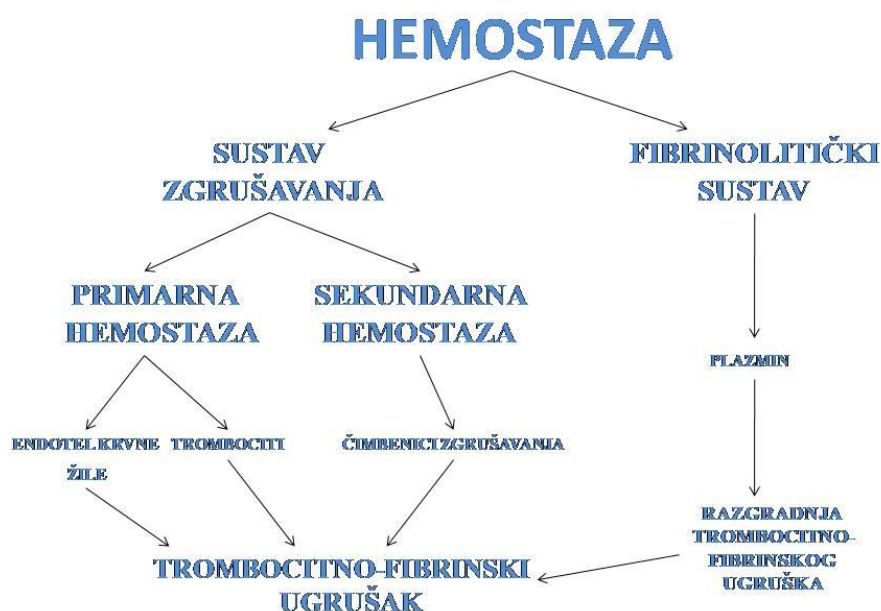 HEMOSTAZA
SUSTAV
ZGRUŠAVANJA
FIBRINOLITIČKI
SUSTAV
PRIMARNA
HEMOSTAZA
SEKUNDARNA
HEMOSTAZA
PLAZMIN
ENDOTEL KRVNE
ŽILE
TROMBOCITI
ČIMBENICI ZGRUŠAVANJA
RAZGRADNJA
TROMBOCITNO-
FIBRINSKOG
UGRUŠKA
TROMBOCITNO-FIBRINSKI
UGRUŠAK